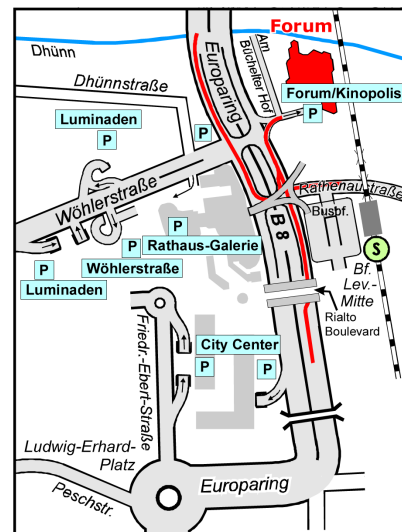 Forum
Dhünn
Europaring
Am
Büchelter Hof
Dhünnstraße
Forum/Kinopolis
P
Luminaden
P
P
Wöhlerstraße
Rathenaustraße
B 8
Busbf.
P
Rathaus-Galerie
P
Wöhlerstraße
P
Luminaden
S
Bf.
Lev.-
Mitte
Rialto
Boulevard
Friedr.-Ebert-Straße
City Center
P
P
Ludwig-Erhard-
Platz
Peschstr.
Europaring